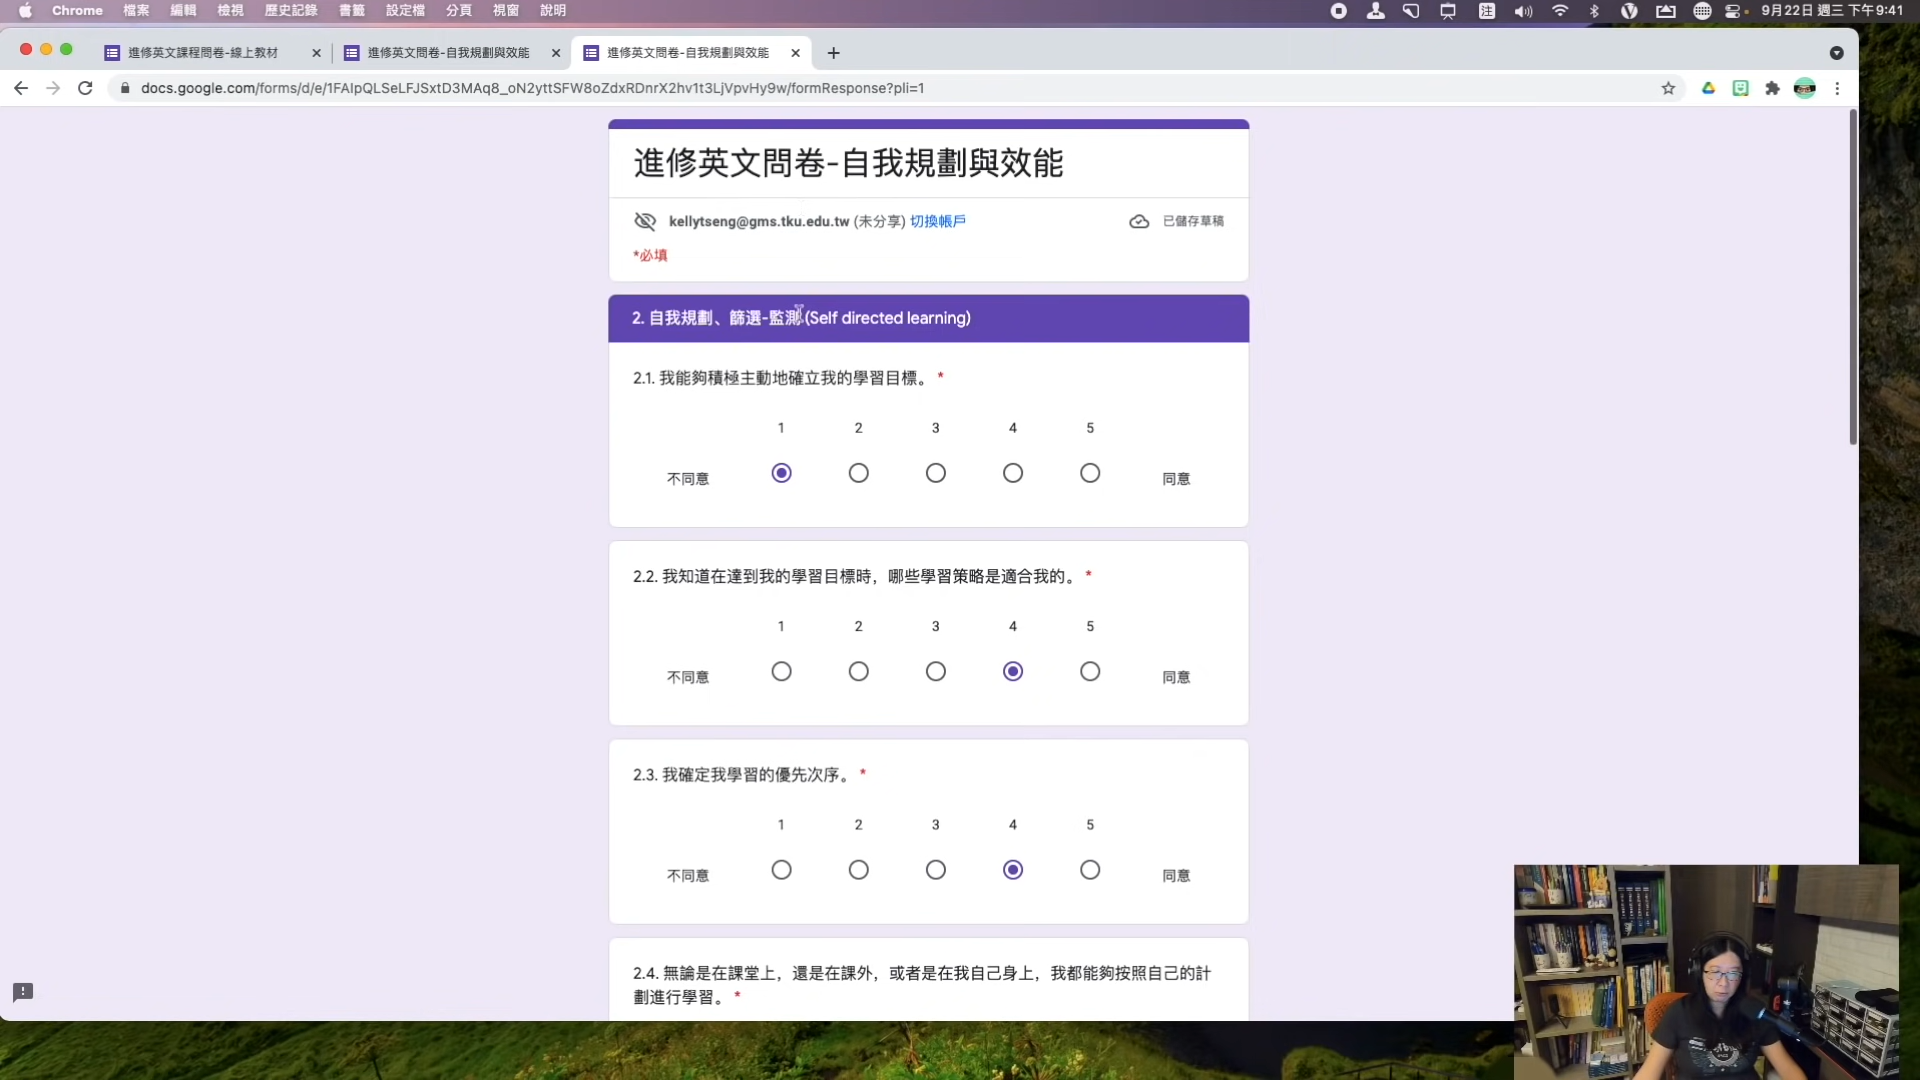 Chrome 檔案 編輯 檢視 歷史記錄 書籤 設定檔 分頁 視窗 說明 注 9月22日 週三 下午9:41
進修英文課程問卷-線上教材 進修英文問卷-自我規劃與效能 進修英文問卷-自我規劃與效能
docs.google.com/forms/d/e/1FAIpQLSeLFJSxtD3MAq8_oN2yttSFW8oZdxRDnrX2hv1t3LjVpvHy9w/formResponse?pli=1
進修英文問卷-自我規劃與效能
kellytseng@gms.tku.edu.tw (未分享) 切換帳戶 已儲存草稿
*必填
2. 自我規劃、篩選-監測(Self directed learning)
2.1. 我能夠積極主動地確立我的學習目標。 *
1 2 3 4 5
不同意 同意
2.2. 我知道在達到我的學習目標時，哪些學習策略是適合我的。 *
1 2 3 4 5
不同意 同意
2.3. 我確定我學習的優先次序。 *
1 2 3 4 5
不同意 同意
2.4. 無論是在課堂上，還是在課外，或者是在我自己身上，我都能夠按照自己的計
劃進行學習。 *